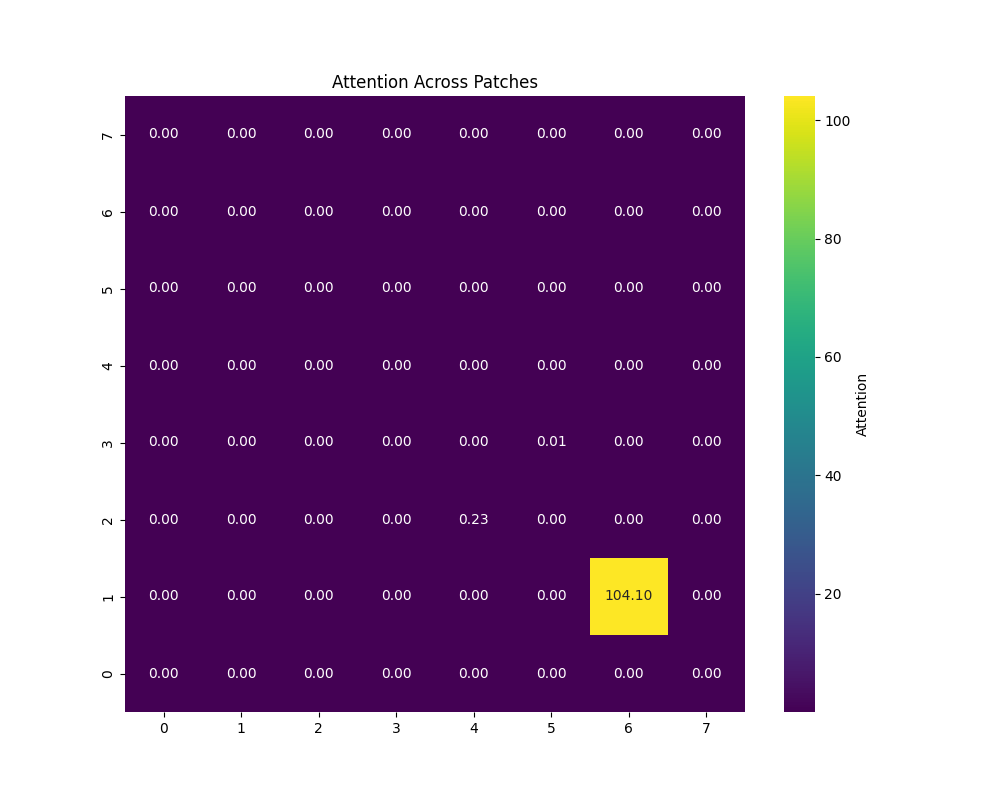 Attention Across Patches
7 0.00 0.00 0.00 0.00 0.00 0.00 0.00 0.00
6 0.00 0.00 0.00 0.00 0.00 0.00 0.00 0.00
5 0.00 0.00 0.00 0.00 0.00 0.00 0.00 0.00
4 0.00 0.00 0.00 0.00 0.00 0.00 0.00 0.00
3 0.00 0.00 0.00 0.00 0.00 0.01 0.00 0.00
2 0.00 0.00 0.00 0.00 0.23 0.00 0.00 0.00
1 0.00 0.00 0.00 0.00 0.00 0.00 104.10 0.00
0 0.00 0.00 0.00 0.00 0.00 0.00 0.00 0.00
0 1 2 3 4 5 6 7
100
80
60
40
20
Attention